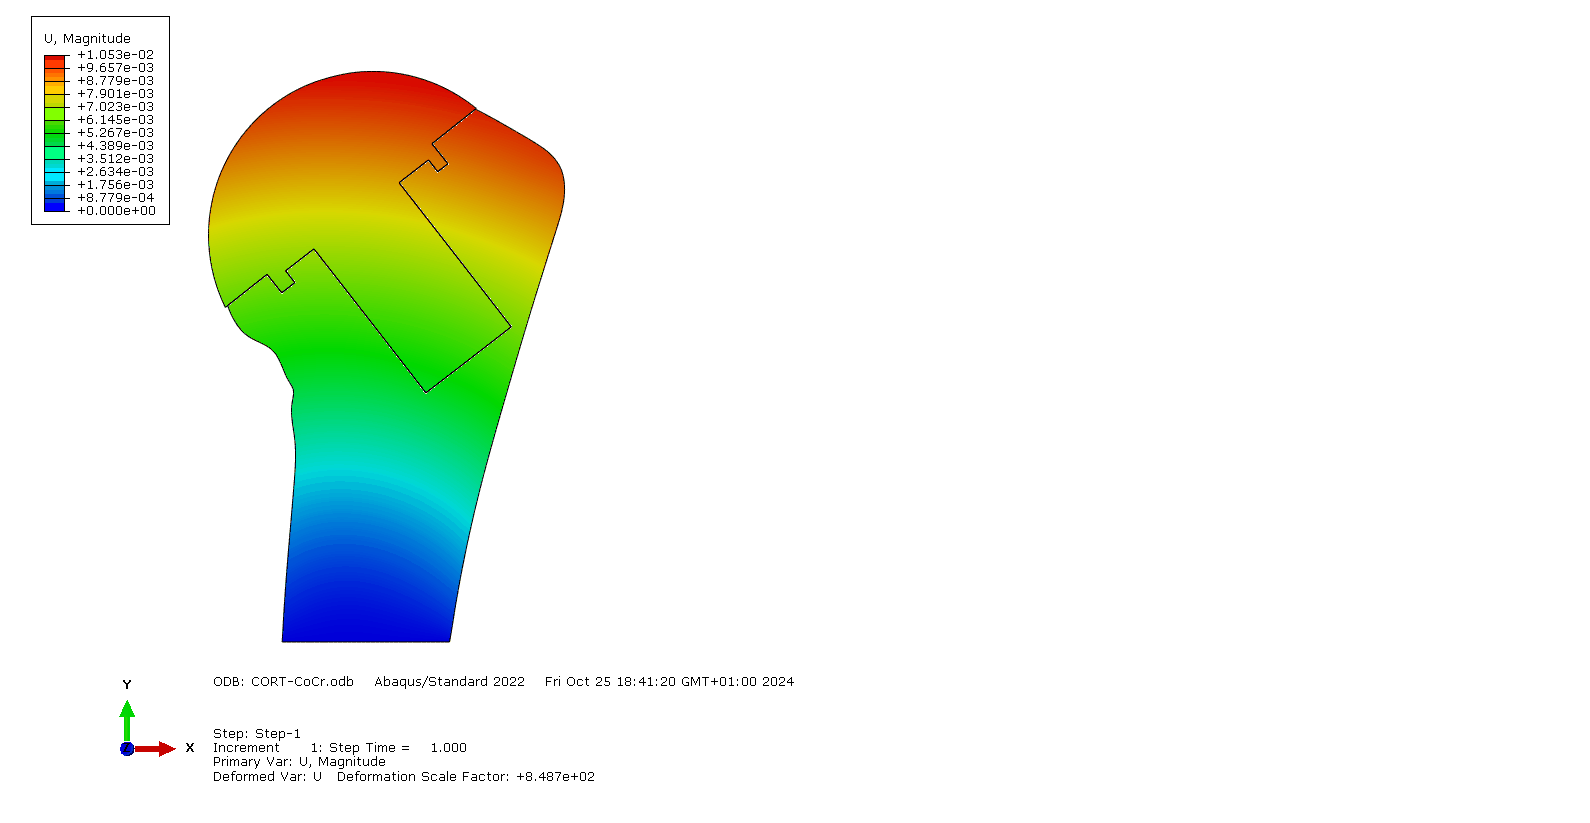 U, Magnitude
+1.053e-02
+9.657e-03
+8.779e-03
+7.901e-03
+7.023e-03
+6.145e-03
+5.267e-03
+4.389e-03
+3.512e-03
+2.634e-03
+1.756e-03
+8.779e-04
+0.000e+00
ODB: CORT-CoCr.odb Abaqus/Standard 2022 Fri Oct 25 18:41:20 GMT+01:00 2024
Y
X
Step: Step-1
Increment 1: Step Time = 1.000
Primary Var: U, Magnitude
Deformed Var: U Deformation Scale Factor: +8.487e+02